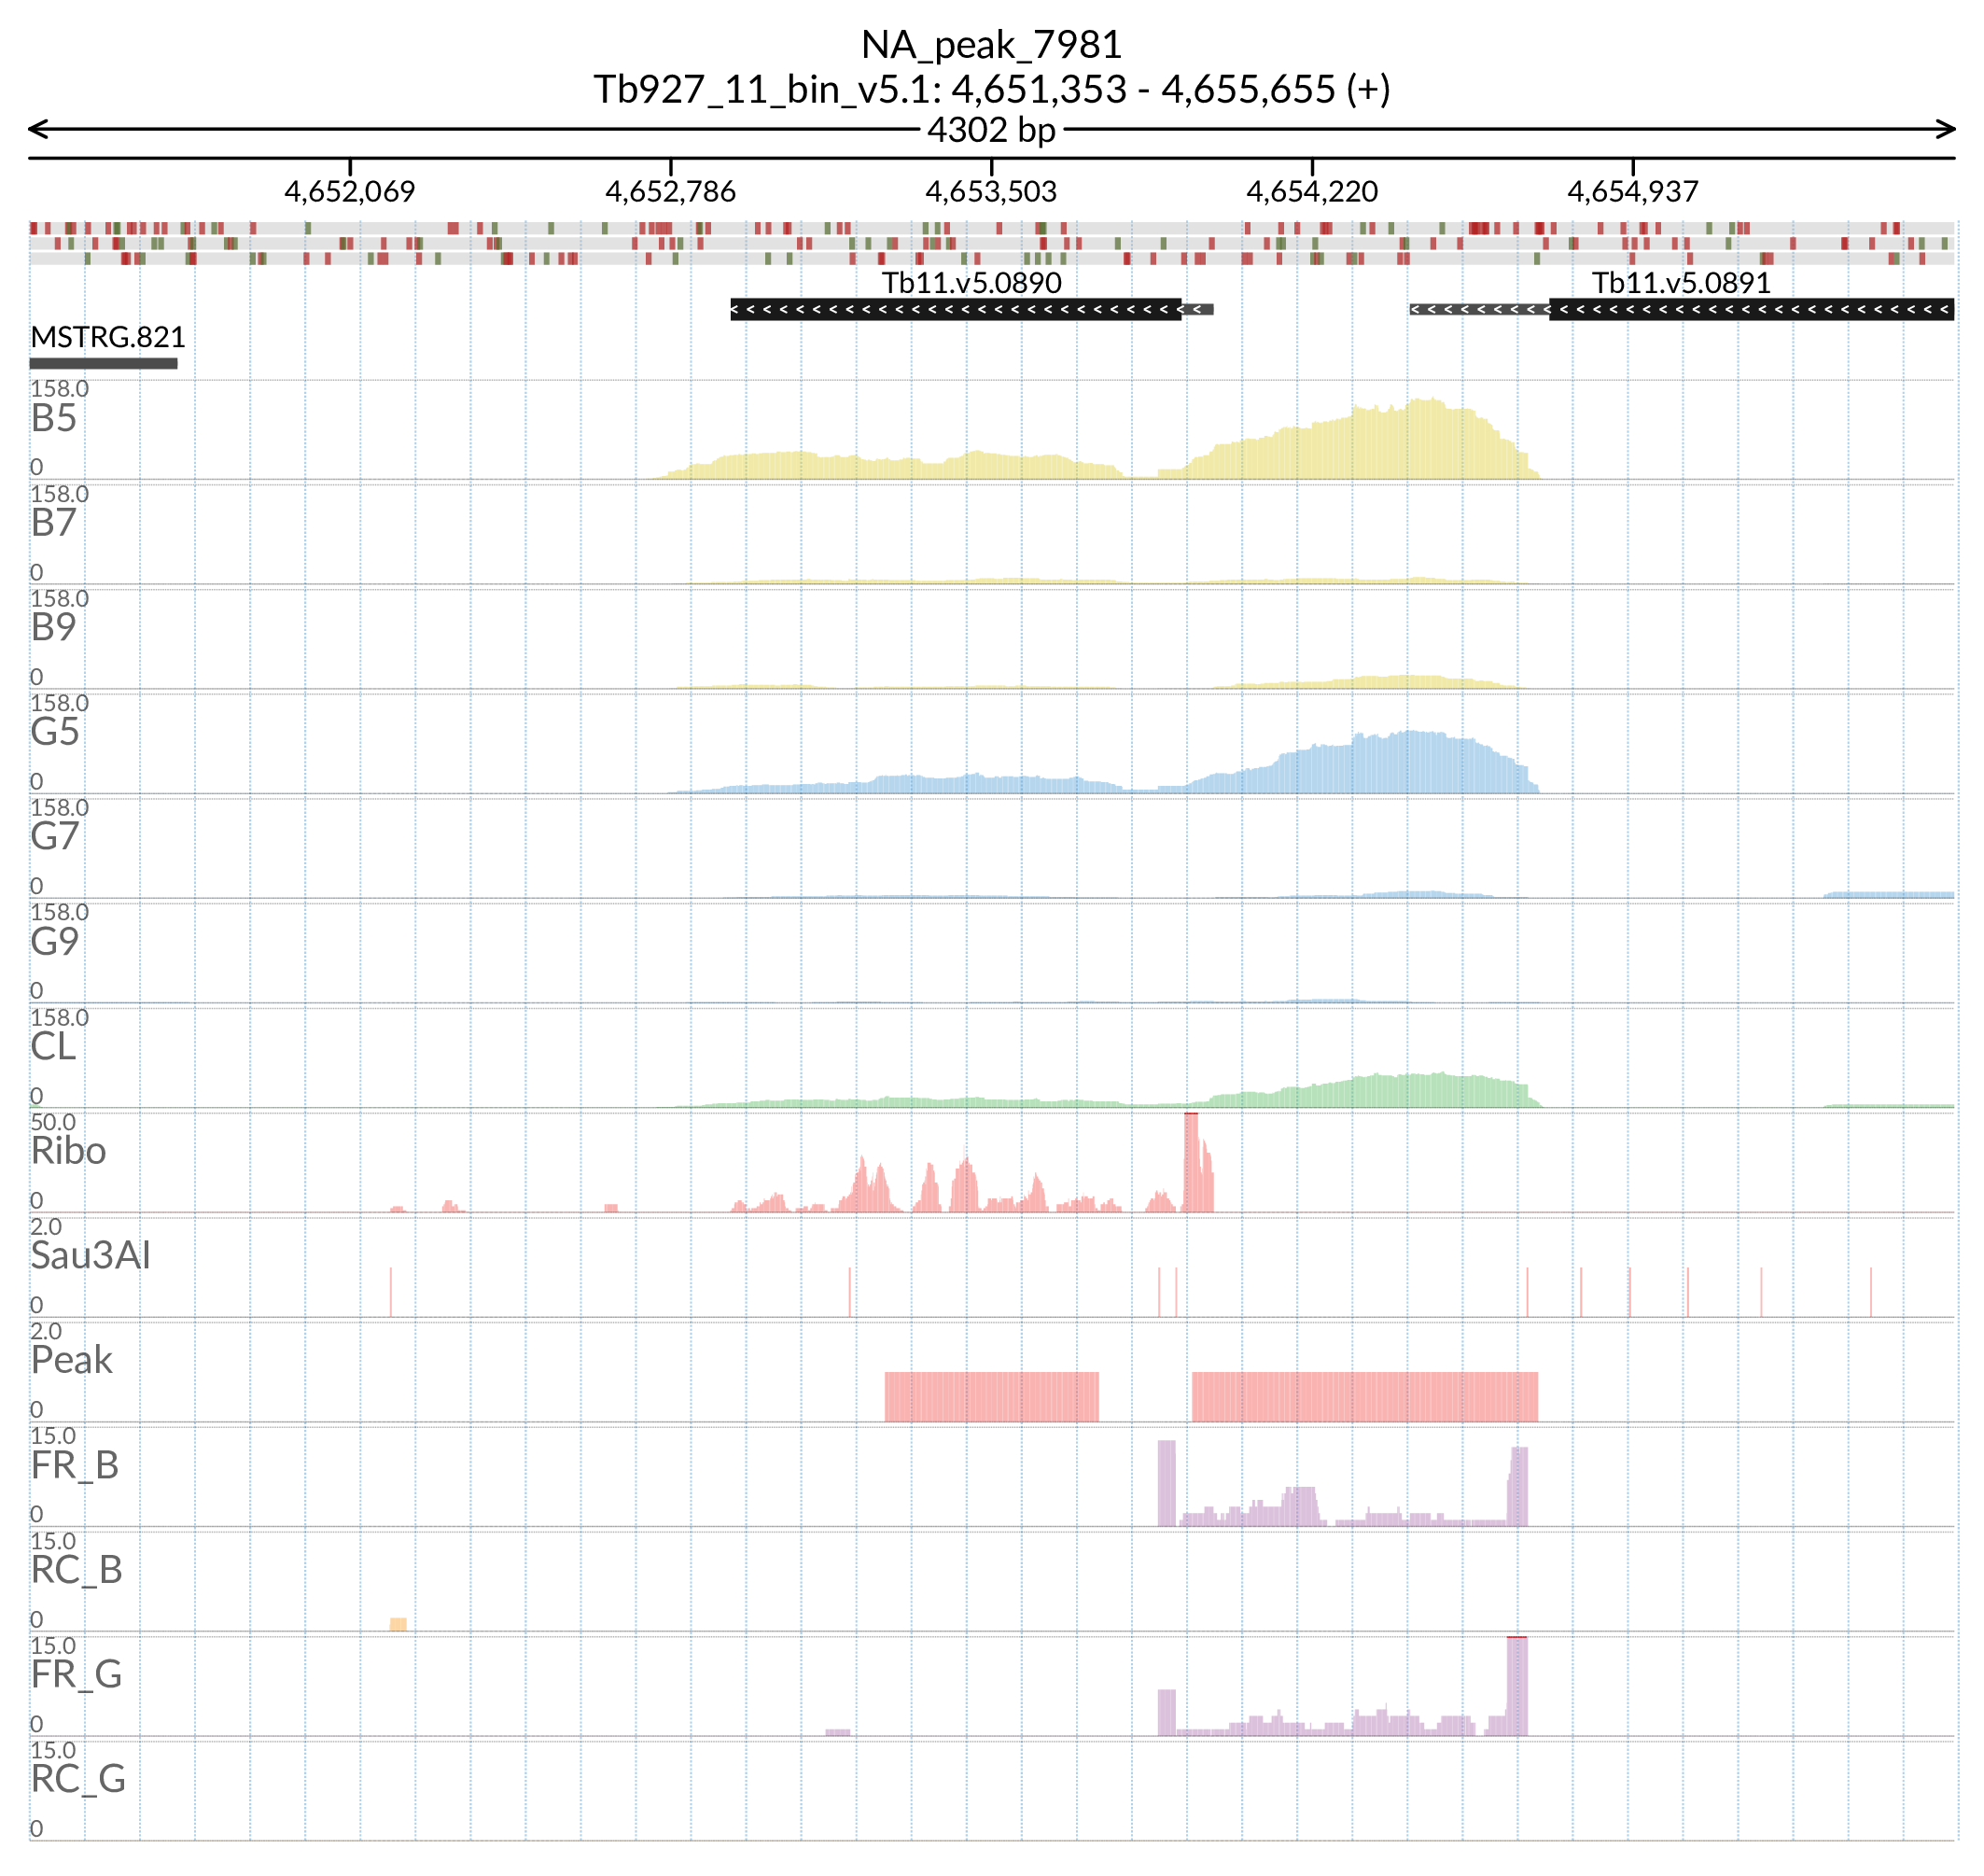 NA_peak_7981
Tb927_11_bin_v5.1: 4,651,353 - 4,655,655 (+)
4302 bp
4,652,069 4,652,786 4,653,503 4,654,220 4,654,937
Tb11.v5.0890 Tb11.v5.0891
MSTRG.821
158.0
B5
0
158.0
B7
0
158.0
B9
0
158.0
G5
0
158.0
G7
0
158.0
G9
0
158.0
CL
0
50.0
Ribo
0
2.0
Sau3AI
0
2.0
Peak
0
15.0
FR_B
0
15.0
RC_B
0
15.0
FR_G
0
15.0
RC_G
0